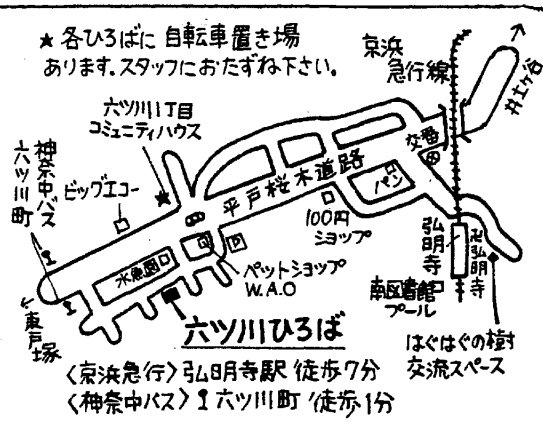 ★各ひろばに自転車置き場
あります。スタッフにおたずね下さい。
京浜
急行線
井土ヶ谷
六ツ川1丁目
コミュニティハウス
神奈中バス
六ツ川町
ビッグエコー
平戸桜木道路
交番
パン
100円
ショップ
弘明寺
卍弘明寺
水急園
P
ペットショップ
W.A.O
南図書館
プール
東戸塚
六ツ川ひろば
はぐはぐの樹
交流スペース
〈京浜急行〉弘明寺駅 徒歩7分
〈神奈中バス〉六ツ川町 徒歩1分